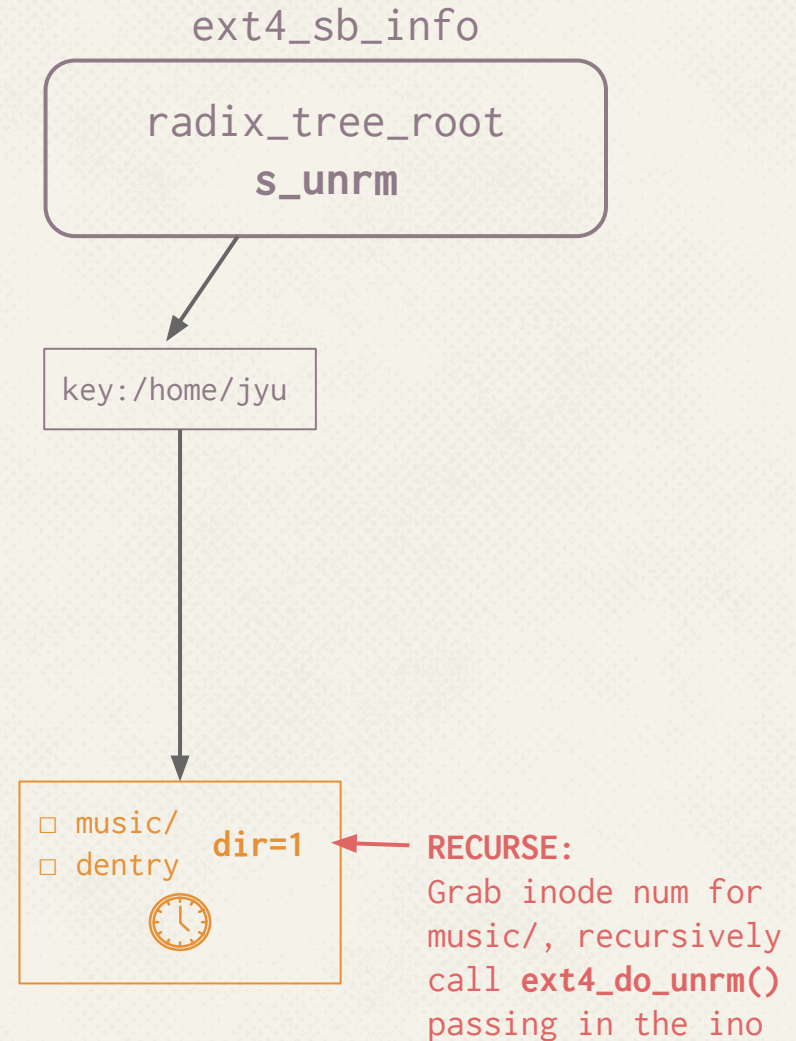 ext4_sb_info
radix_tree_root
s_unrm
key:/home/jyu
□ music/
□ dentry
dir=1
RECURSE:
Grab inode num for
music/, recursively
call ext4_do_unrm()
passing in the ino